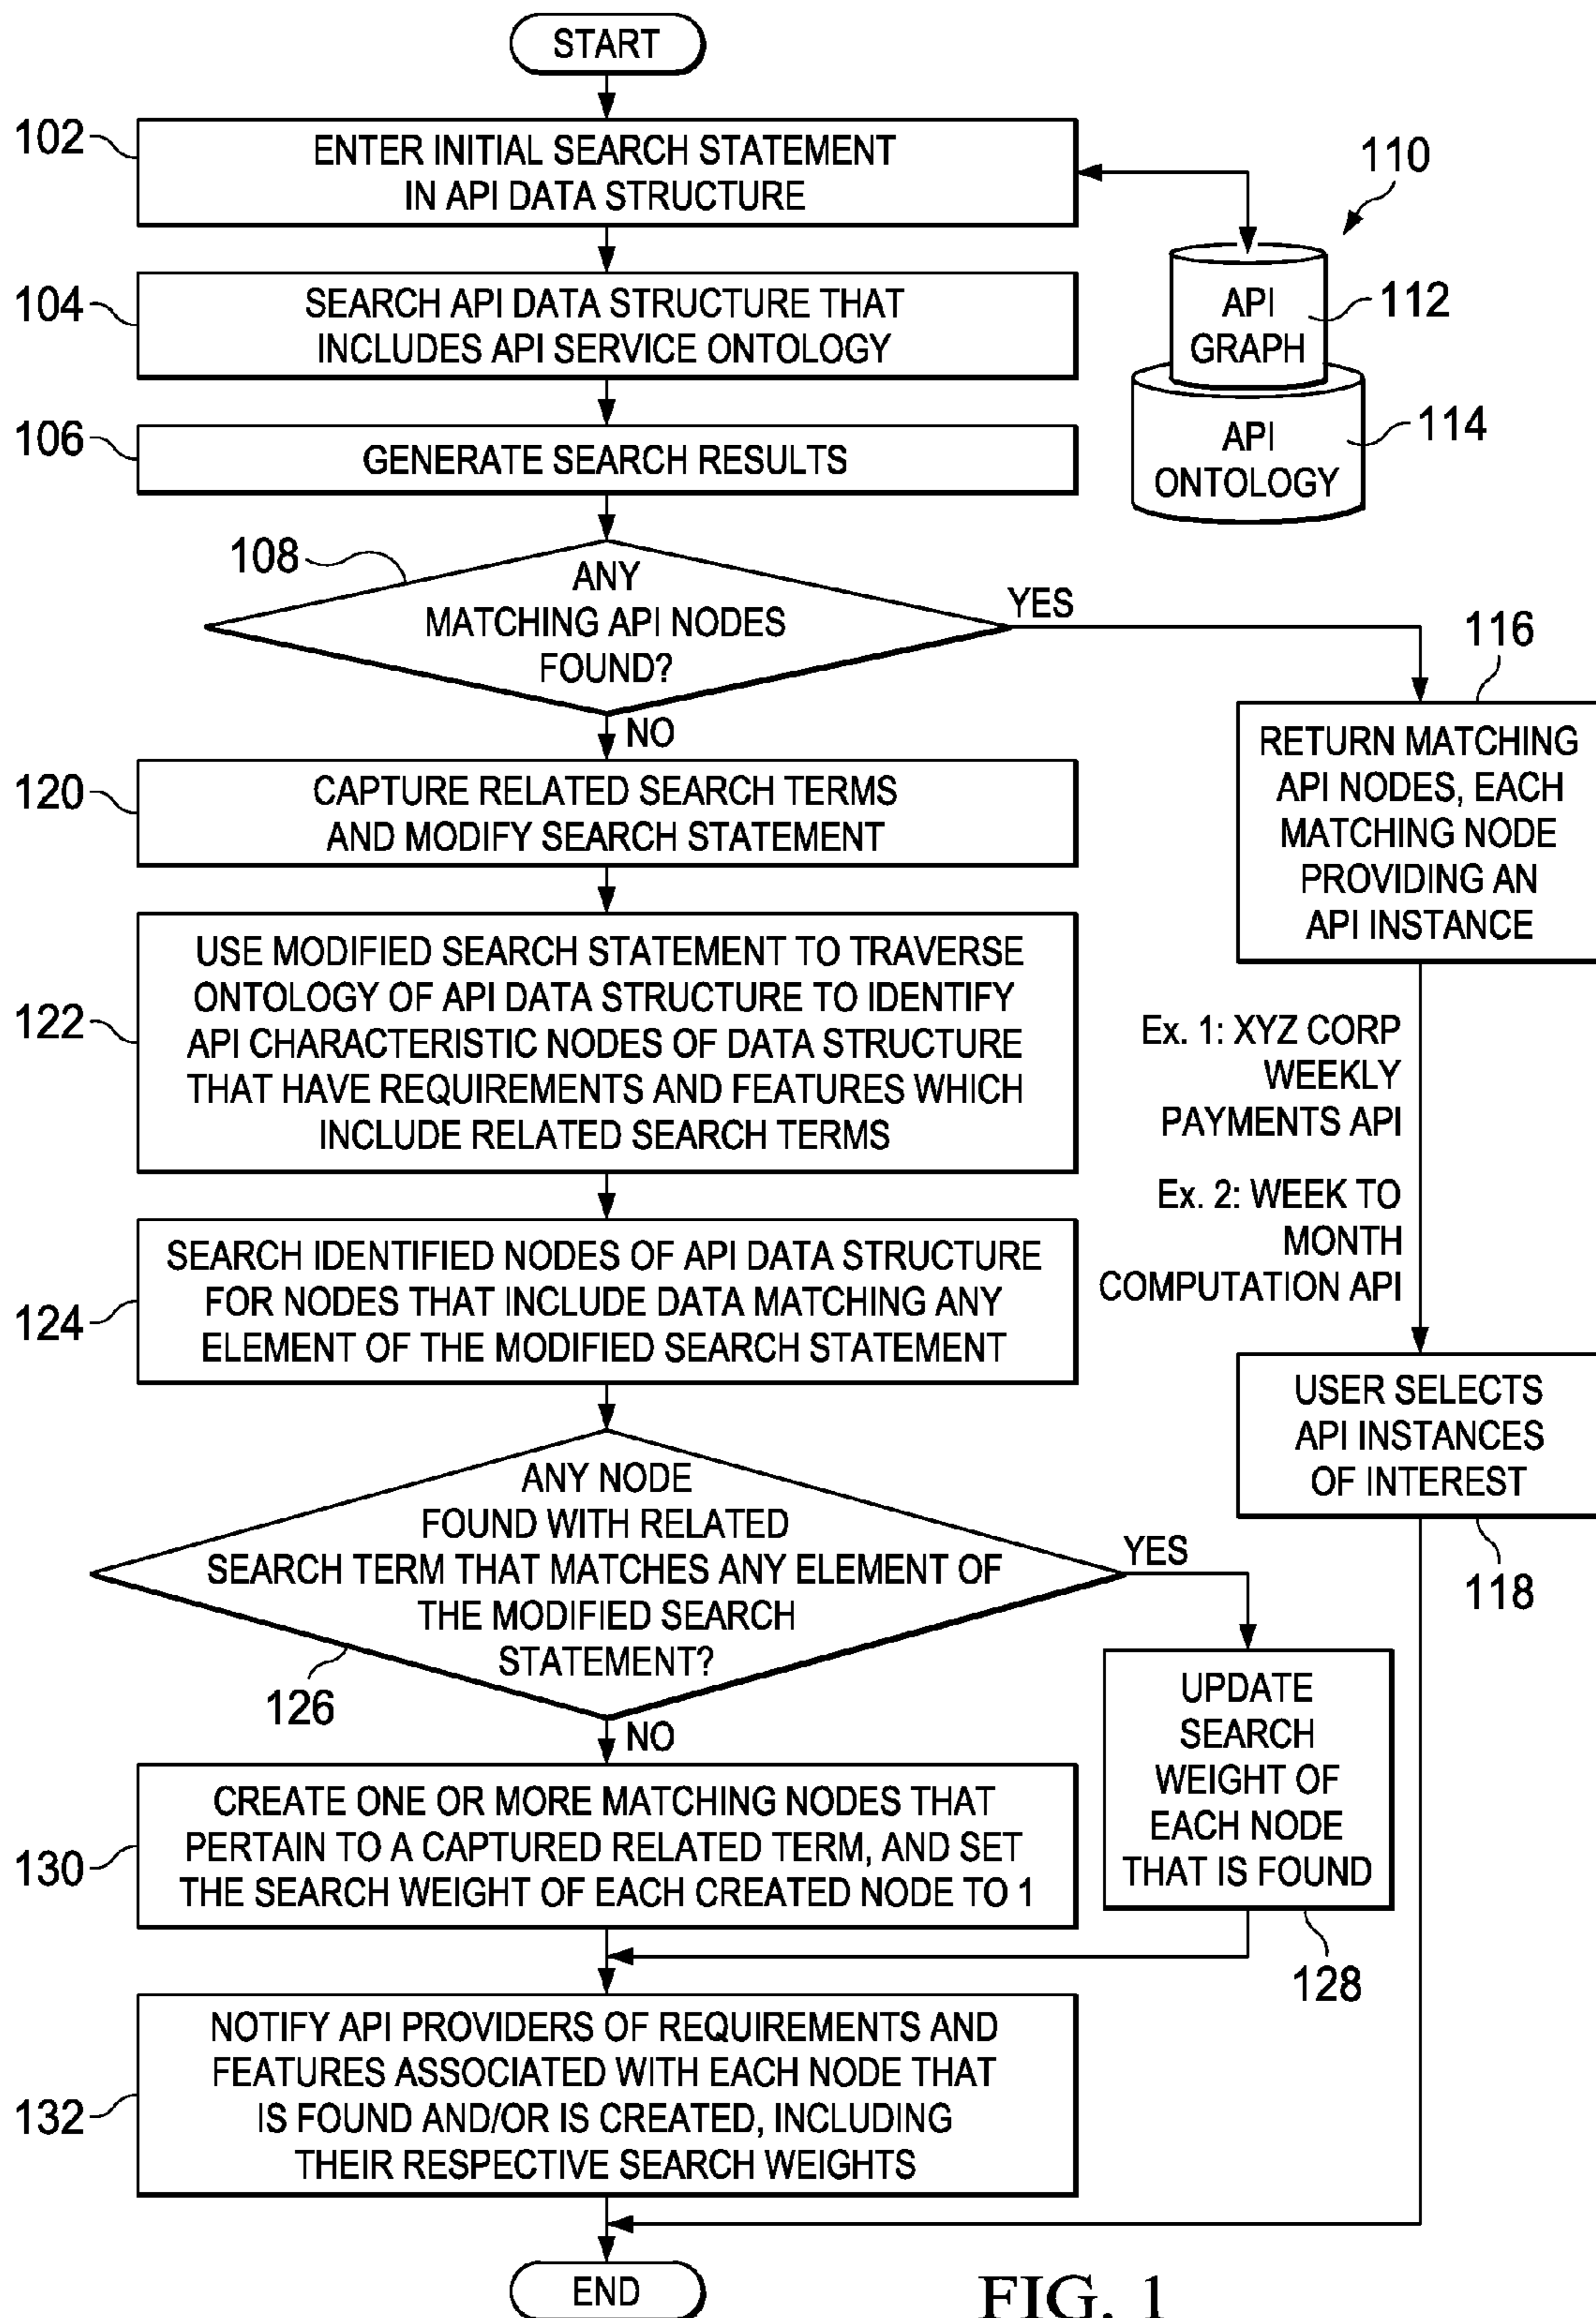 START
102
ENTER INITIAL SEARCH STATEMENT
IN API DATA STRUCTURE
110
104
SEARCH API DATA STRUCTURE THAT
INCLUDES API SERVICE ONTOLOGY
API
GRAPH
112
106
GENERATE SEARCH RESULTS
API
ONTOLOGY
114
108
ANY
MATCHING API NODES
FOUND?
YES
NO
116
RETURN MATCHING
API NODES, EACH
MATCHING NODE
PROVIDING AN
API INSTANCE
120
CAPTURE RELATED SEARCH TERMS
AND MODIFY SEARCH STATEMENT
122
USE MODIFIED SEARCH STATEMENT TO TRAVERSE
ONTOLOGY OF API DATA STRUCTURE TO IDENTIFY
API CHARACTERISTIC NODES OF DATA STRUCTURE
THAT HAVE REQUIREMENTS AND FEATURES WHICH
INCLUDE RELATED SEARCH TERMS
Ex. 1: XYZ CORP
WEEKLY
PAYMENTS API
Ex. 2: WEEK TO
MONTH
COMPUTATION API
124
SEARCH IDENTIFIED NODES OF API DATA STRUCTURE
FOR NODES THAT INCLUDE DATA MATCHING ANY
ELEMENT OF THE MODIFIED SEARCH STATEMENT
USER SELECTS
API INSTANCES
OF INTEREST
118
ANY NODE
FOUND WITH RELATED
SEARCH TERM THAT MATCHES ANY ELEMENT OF
THE MODIFIED SEARCH
STATEMENT?
126
YES
NO
UPDATE
SEARCH
WEIGHT OF
EACH NODE
THAT IS FOUND
128
130
CREATE ONE OR MORE MATCHING NODES THAT
PERTAIN TO A CAPTURED RELATED TERM, AND SET
THE SEARCH WEIGHT OF EACH CREATED NODE TO 1
132
NOTIFY API PROVIDERS OF REQUIREMENTS AND
FEATURES ASSOCIATED WITH EACH NODE THAT
IS FOUND AND/OR IS CREATED, INCLUDING
THEIR RESPECTIVE SEARCH WEIGHTS
END
FIG. 1